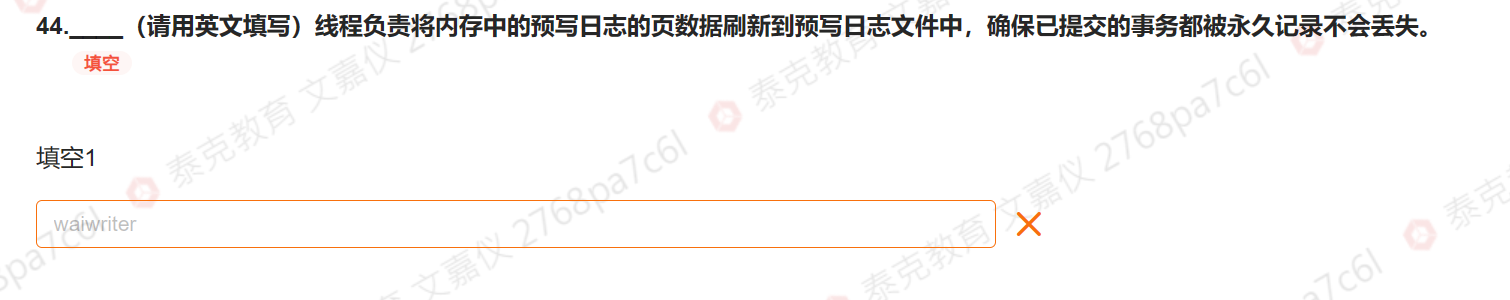 44._____（请用英文填写）线程负责将内存中的预写日志的页数据刷新到预写日志文件中，确保已提交的事务都被永久记录不会丢失。
填空
填空1
waiwriter
泰克教育 文嘉仪 2768pa7c6l